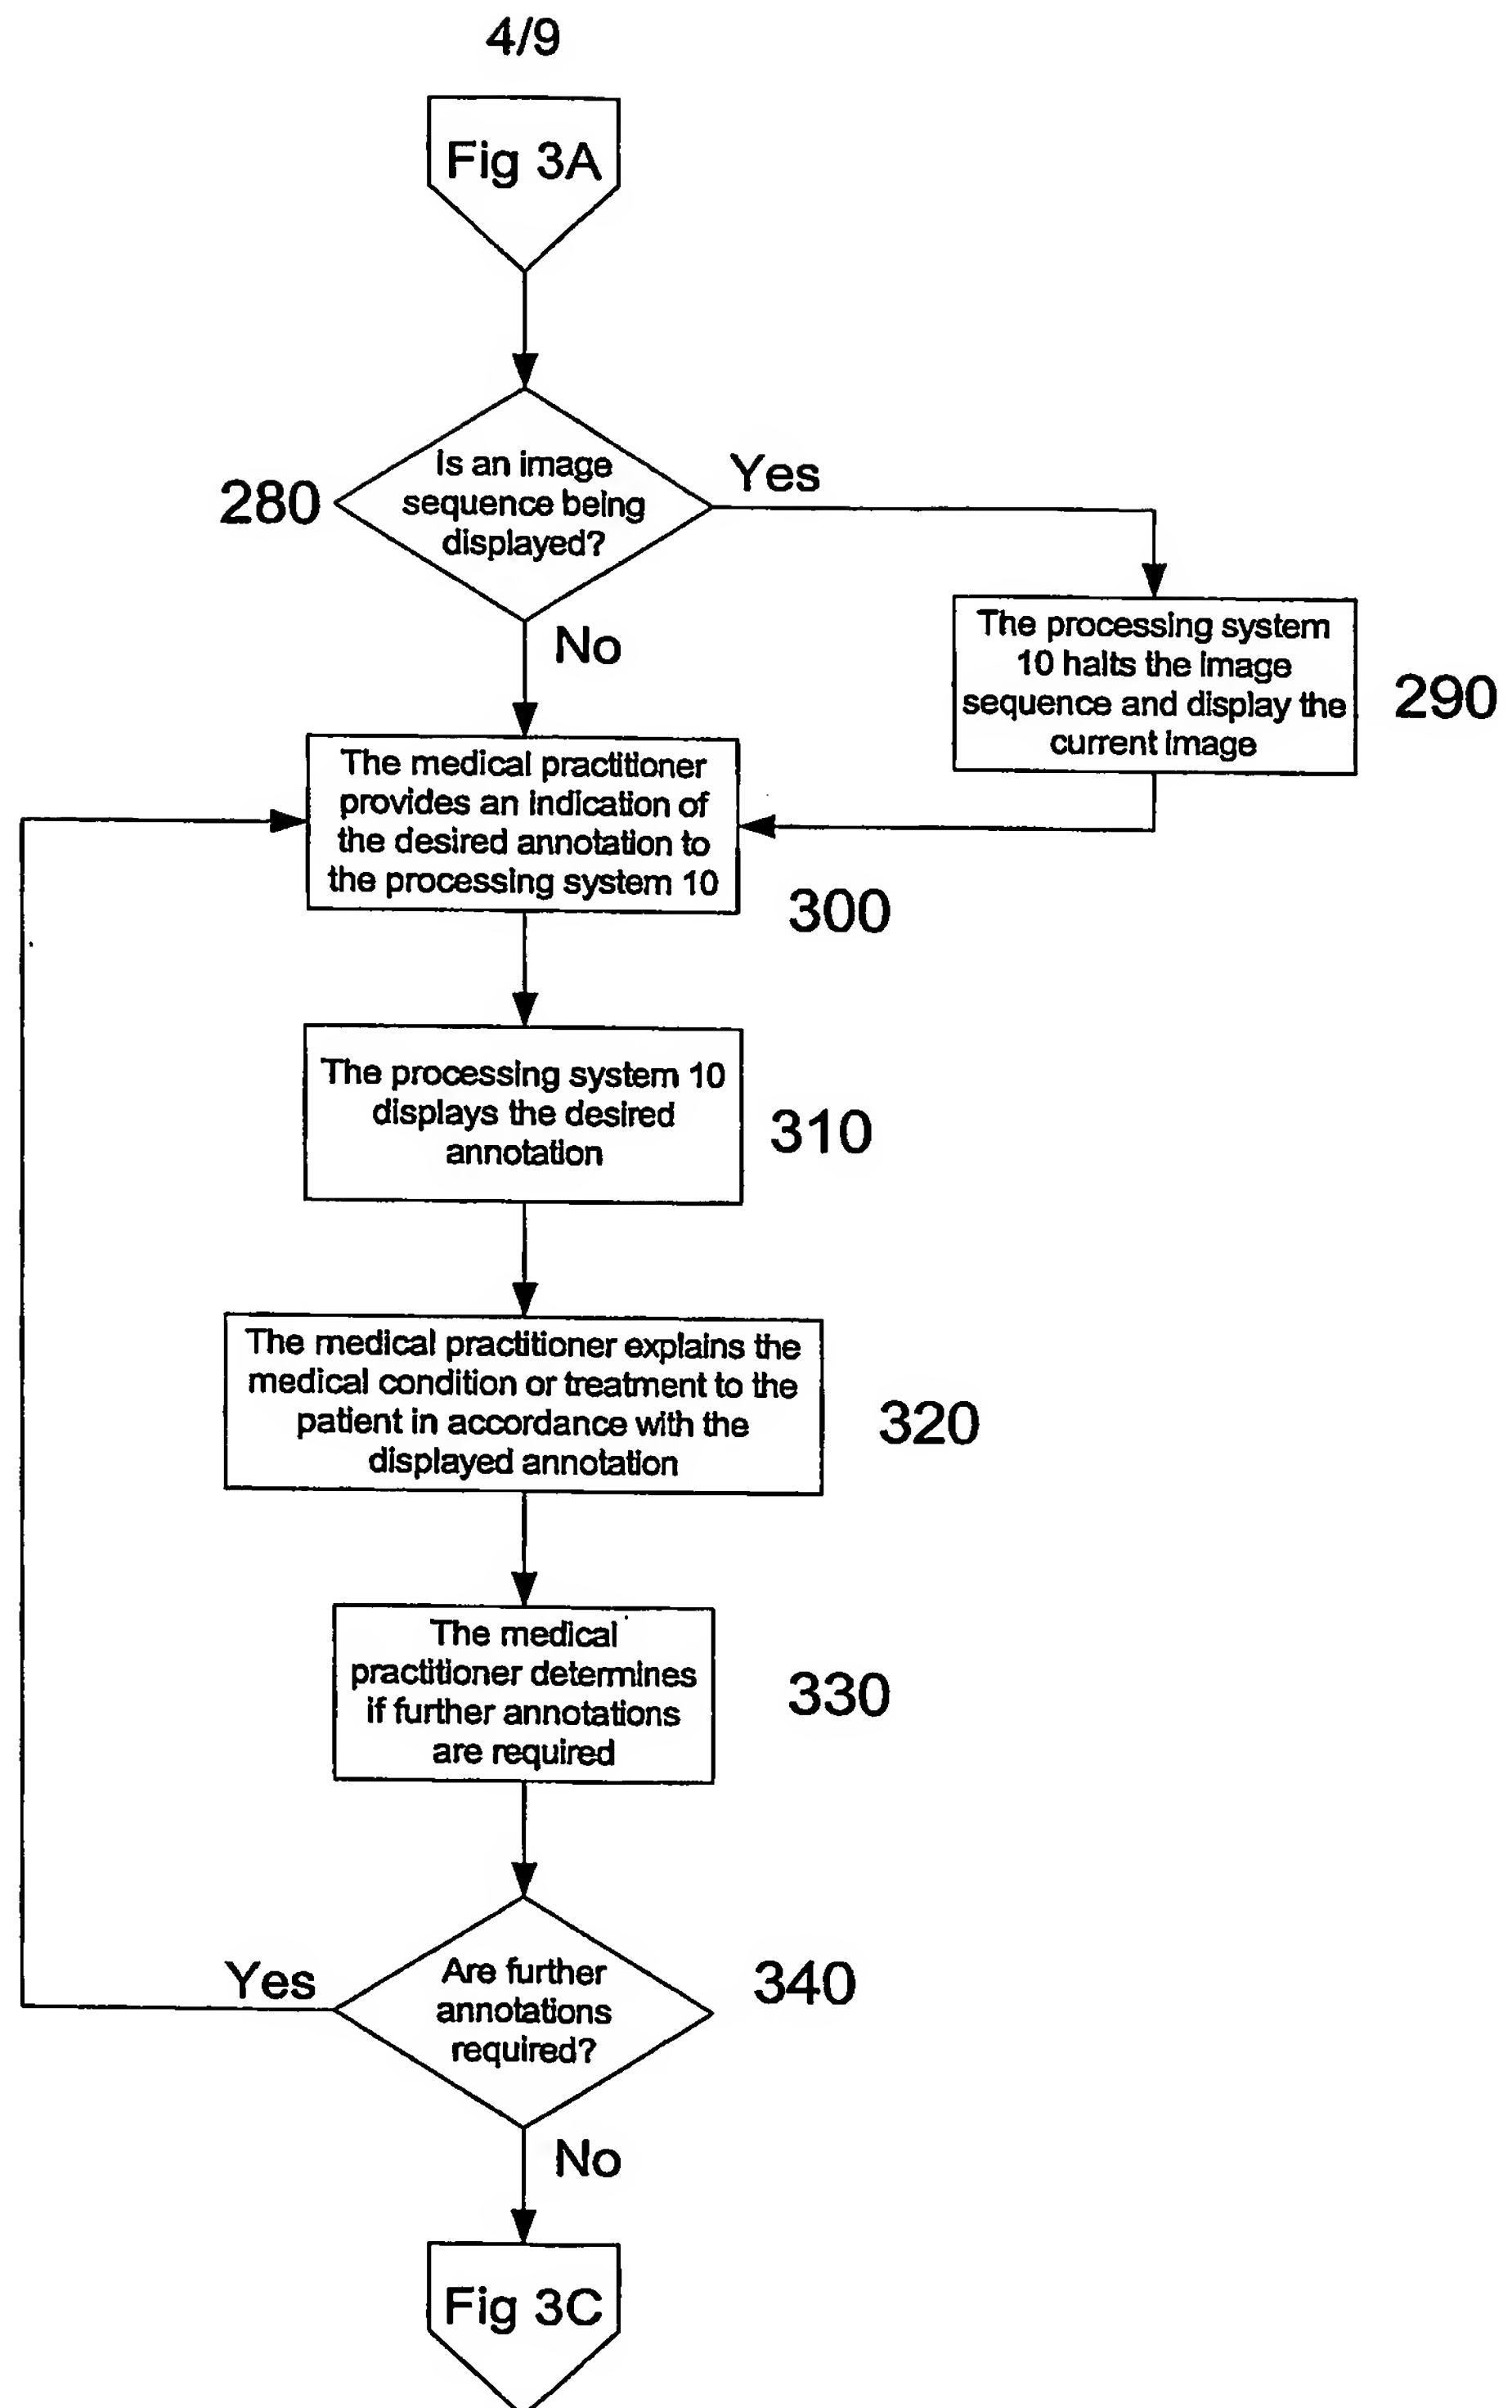 4/9
Fig 3A
280
Is an image
sequence being
displayed?
Yes
No
The processing system
10 halts the image
sequence and display the
current image
290
The medical practitioner
provides an indication of
the desired annotation to
the processing system 10
300
The processing system 10
displays the desired
annotation
310
The medical practitioner explains the
medical condition or treatment to the
patient in accordance with the
displayed annotation
320
The medical
practitioner determines
if further annotations
are required
330
Yes
Are further
annotations
required?
340
No
Fig 3C